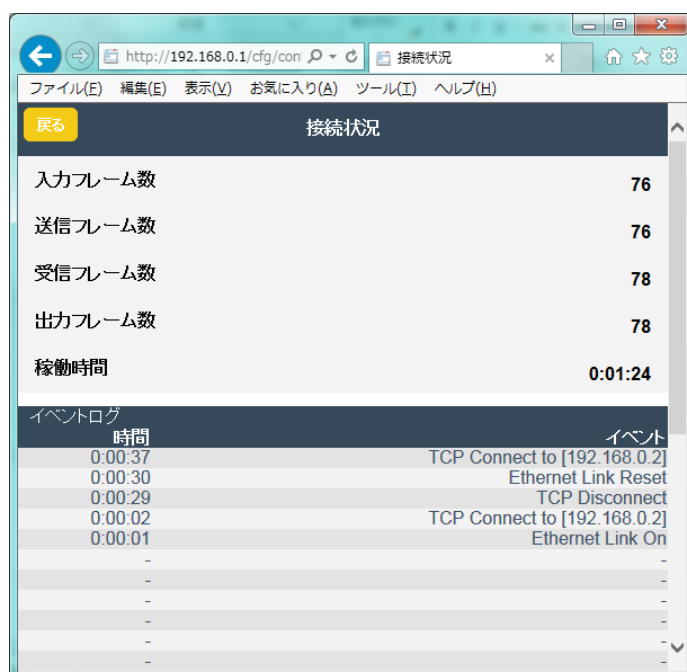 http://192.168.0.1/cfg/con
接続状況
ファイル(F) 編集(E) 表示(V) お気に入り(A) ツール(T) ヘルプ(H)
戻る 接続状況
入力フレーム数 76
送信フレーム数 76
受信フレーム数 78
出力フレーム数 78
稼働時間 0:01:24
イベントログ
時間 イベント
0:00:37 TCP Connect to [192.168.0.2]
0:00:30 Ethernet Link Reset
0:00:29 TCP Disconnect
0:00:02 TCP Connect to [192.168.0.2]
0:00:01 Ethernet Link On
- -
- -
- -
- -
- -
- -